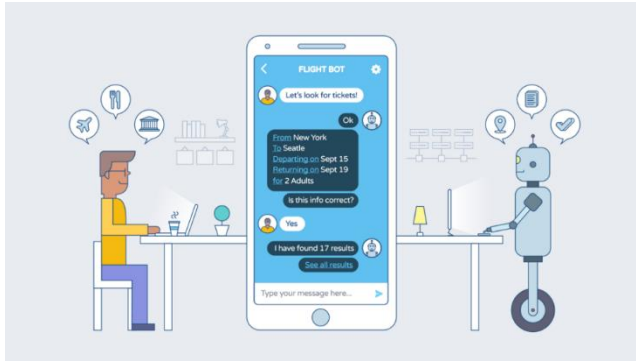 FLIGHT BOT
Let's look for tickets!
Ok
From New York
To Seatle
Departing on Sept 15
Returning on Sept 19
for 2 Adults
Is this info correct?
Yes
I have found 17 results
See all results
Type your message here...